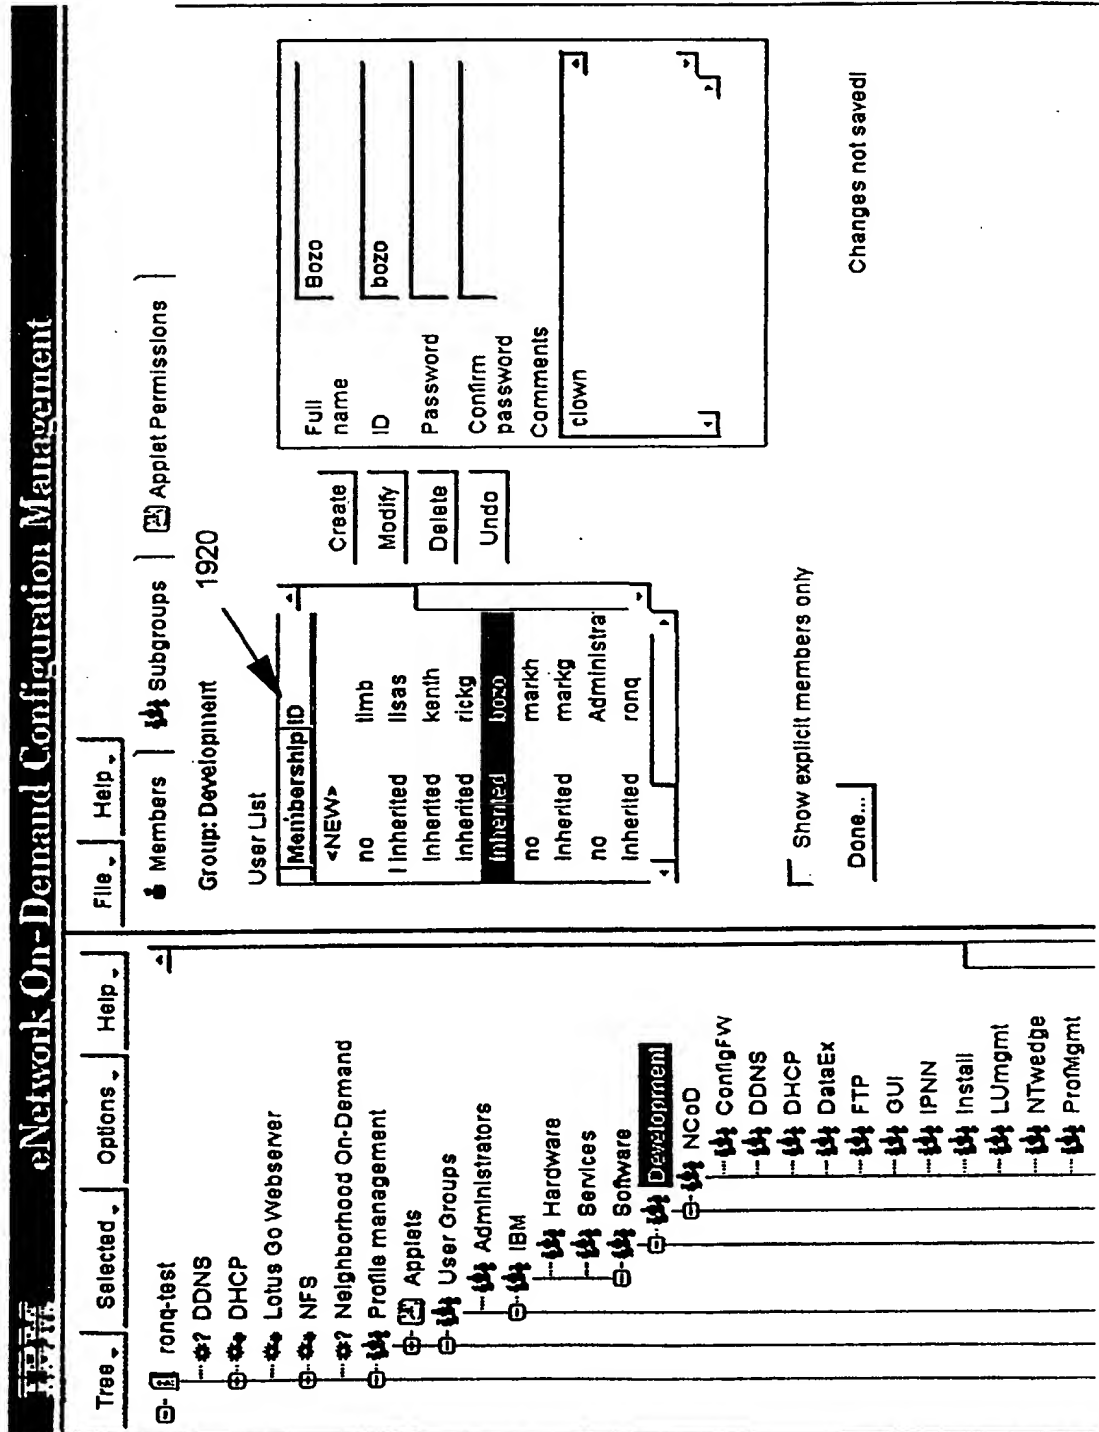 IBM
eNetwork On-Demand Configuration Management
Tree
Selected
Options
Help
ronq-test
DDNS
DHCP
Lotus Go Webserver
NFS
Neighborhood On-Demand
Profile management
Applets
User Groups
Administrators
IBM
Hardware
Services
Software
Development
NCoD
ConfigFW
DDNS
DHCP
DataEx
FTP
GUI
IPNN
Install
LUmgmt
NTwedge
ProfMgmt
File
Help
Members
Subgroups
Applet Permissions
Group: Development
1920
User List
Membership ID
<NEW>
no timb
Inherited lisas
Inherited kenth
Inherited rickg
Inherited bozo
no markh
Inherited markg
no Administra
Inherited ronq
Create
Modify
Delete
Undo
Full name Bozo
ID bozo
Password
Confirm password
Comments
clown
Show explicit members only
Done...
Changes not saved!